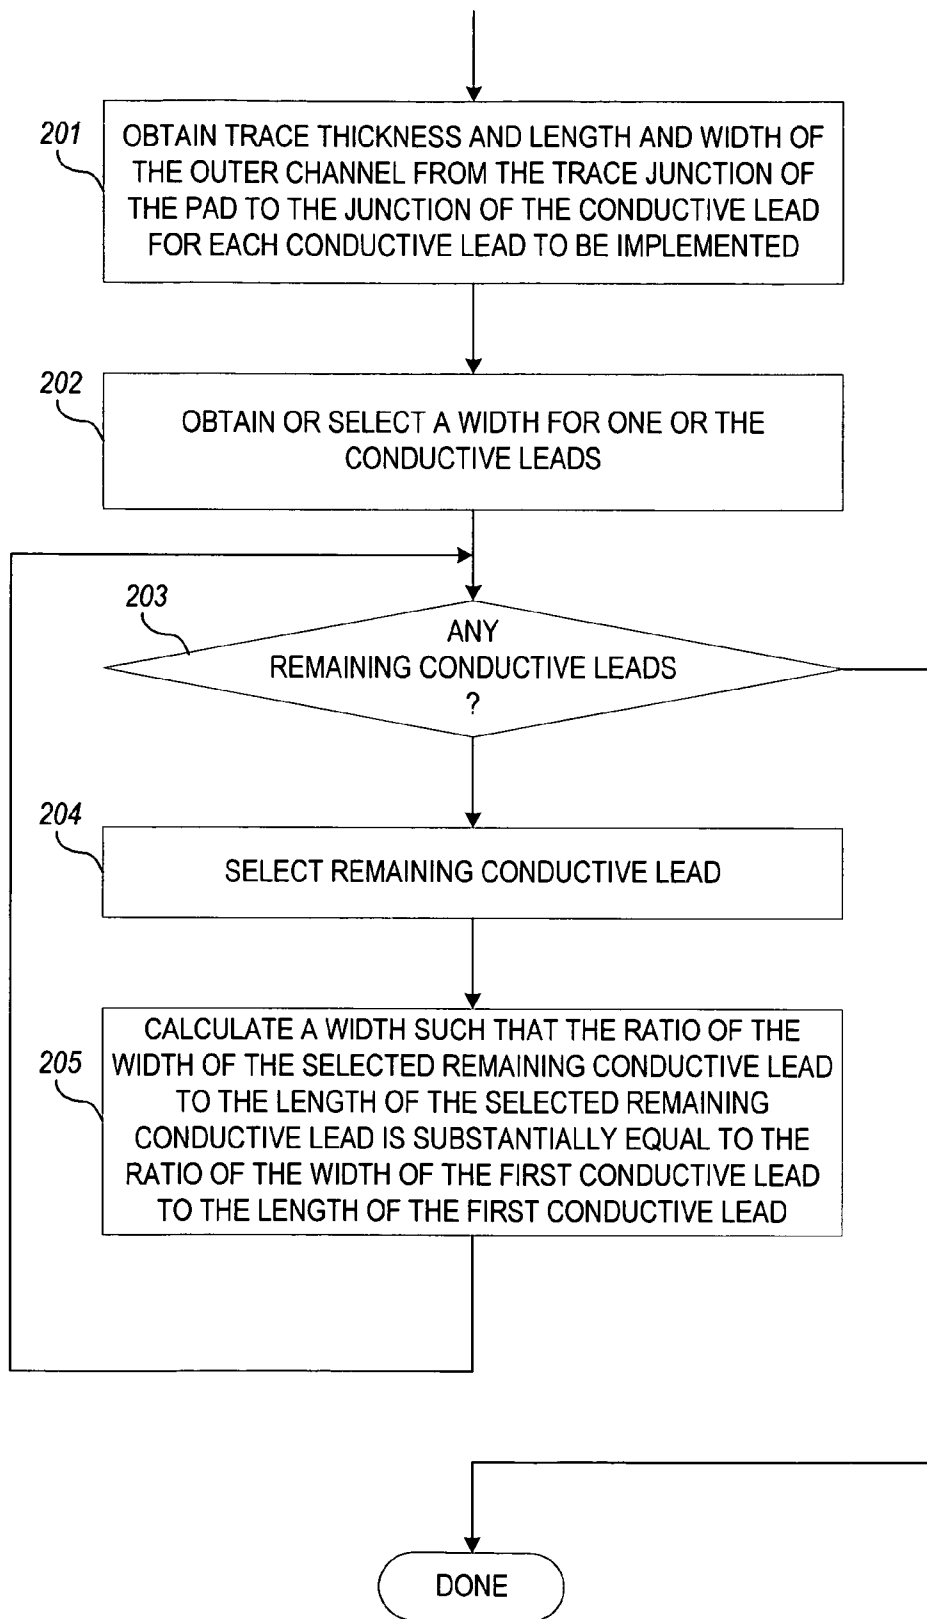 201
OBTAIN TRACE THICKNESS AND LENGTH AND WIDTH OF
THE OUTER CHANNEL FROM THE TRACE JUNCTION OF
THE PAD TO THE JUNCTION OF THE CONDUCTIVE LEAD
FOR EACH CONDUCTIVE LEAD TO BE IMPLEMENTED
202
OBTAIN OR SELECT A WIDTH FOR ONE OR THE
CONDUCTIVE LEADS
203
ANY
REMAINING CONDUCTIVE LEADS
?
204
SELECT REMAINING CONDUCTIVE LEAD
205
CALCULATE A WIDTH SUCH THAT THE RATIO OF THE
WIDTH OF THE SELECTED REMAINING CONDUCTIVE LEAD
TO THE LENGTH OF THE SELECTED REMAINING
CONDUCTIVE LEAD IS SUBSTANTIALLY EQUAL TO THE
RATIO OF THE WIDTH OF THE FIRST CONDUCTIVE LEAD
TO THE LENGTH OF THE FIRST CONDUCTIVE LEAD
DONE